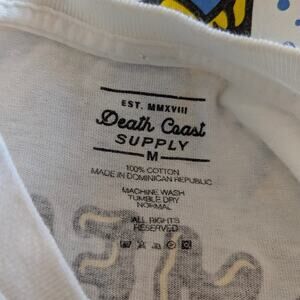 EST. MMXVIII
Death Coast
SUPPLY
M
100% COTTON
MADE IN DOMINICAN REPUBLIC
MACHINE WASH
TUMBLE DRY
NORMAL
ALL RIGHTS
RESERVED